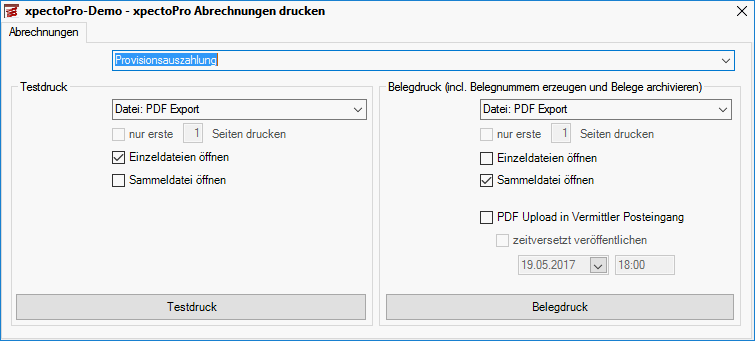 xpectoPro-Demo - xpectoPro Abrechnungen drucken
Abrechnungen
Provisionsauszahlung
Testdruck
Datei: PDF Export
nur erste 1 Seiten drucken
Einzeldateien öffnen
Sammeldatei öffnen
Testdruck
Belegdruck (incl. Belegnummern erzeugen und Belege archivieren)
Datei: PDF Export
nur erste 1 Seiten drucken
Einzeldateien öffnen
Sammeldatei öffnen
PDF Upload in Vermittler Posteingang
zeitversetzt veröffentlichen
19.05.2017 18:00
Belegdruck